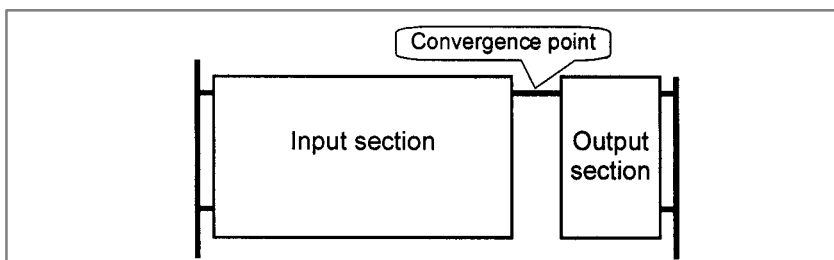 Convergence point
Input section
Output
section